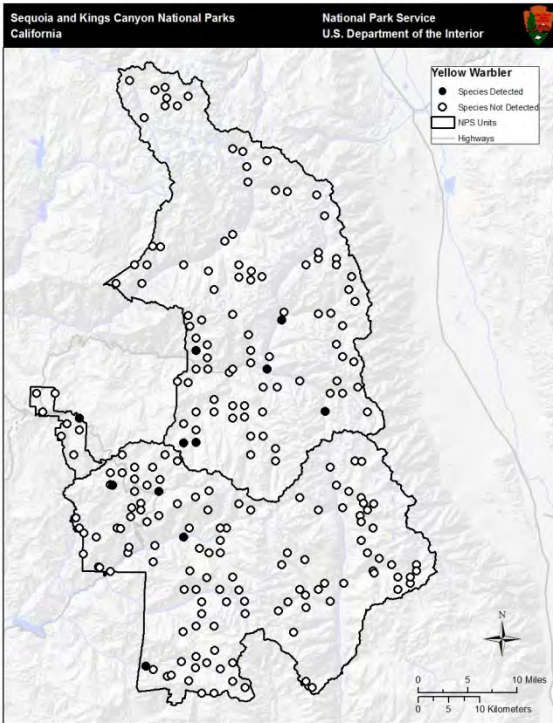 Sequoia and Kings Canyon National Parks
California
National Park Service
U.S. Department of the Interior
Yellow Warbler
Species Detected
Species Not Detected
NPS Units
Highways
N
0 5 10 Miles
0 5 10 Kilometers